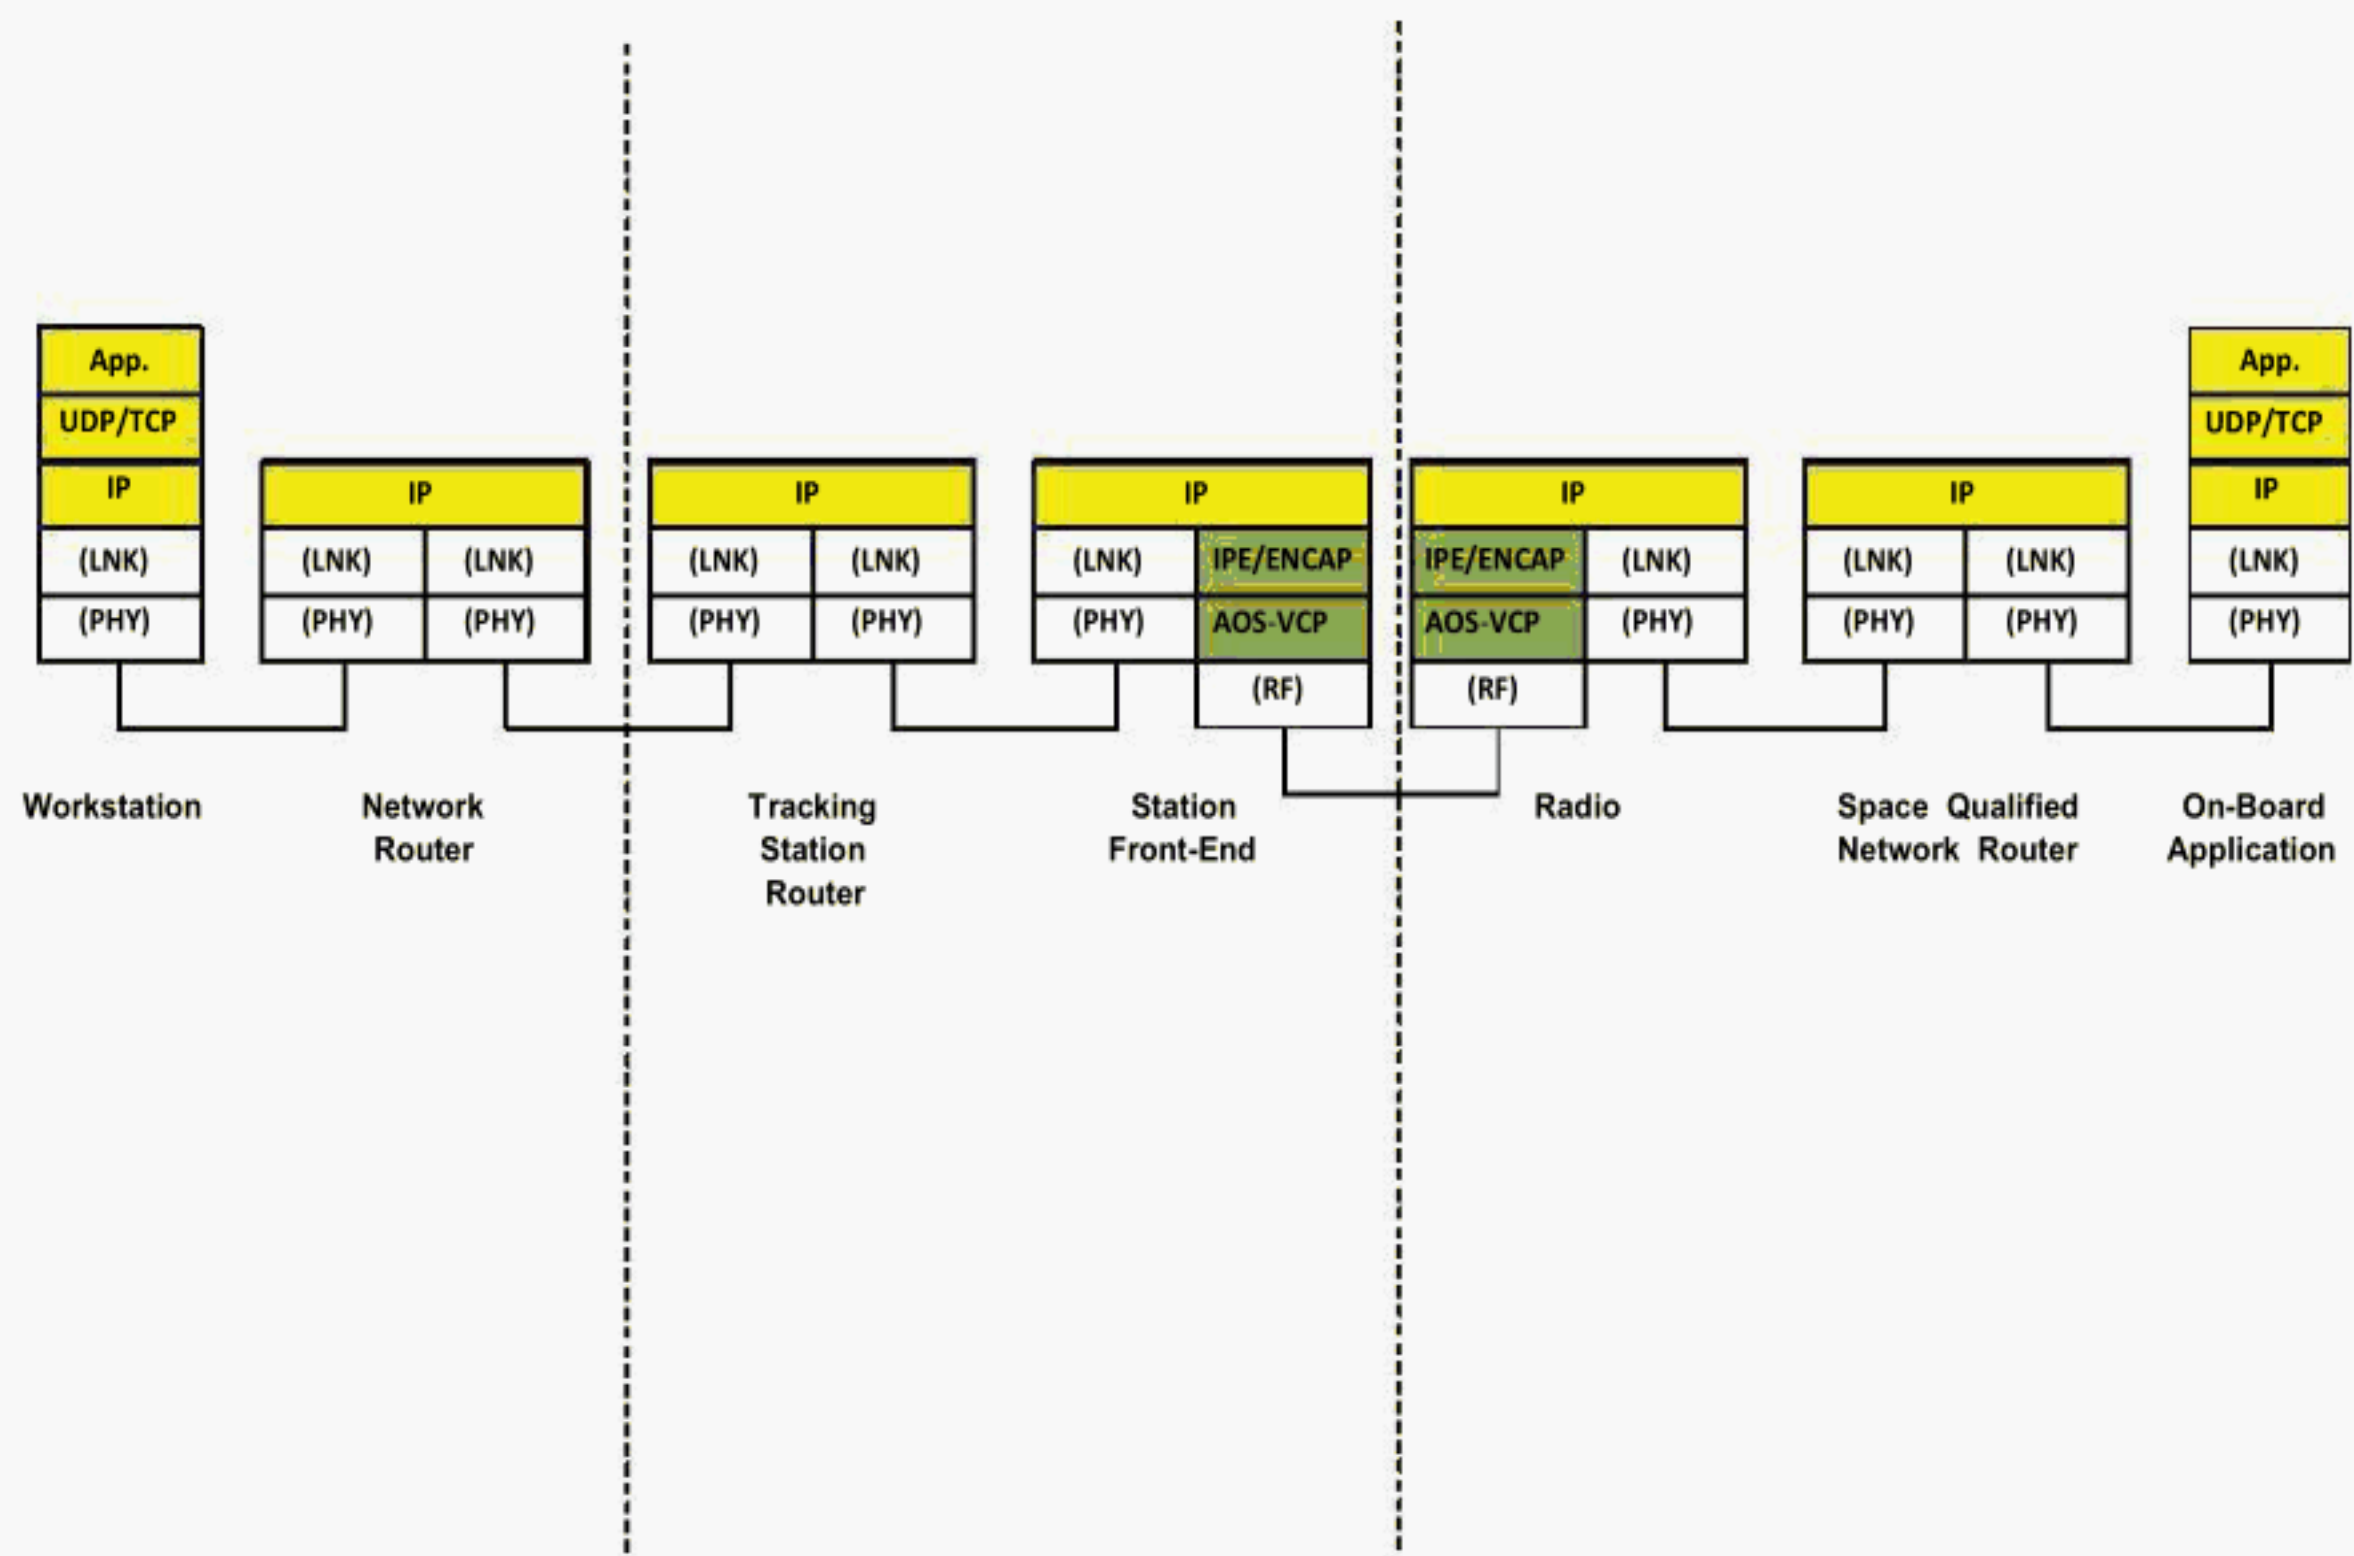 App.
App.
UDP/TCP
UDP/TCP
IP
IP
IP
IP
IP
IP
IP
(LNK)
(LNK)
(LNK)
(LNK)
(LNK)
(LNK)
IPE/ENCAP
IPE/ENCAP
(LNK)
(LNK)
(LNK)
(LNK)
(PHY)
(PHY)
(PHY)
(PHY)
(PHY)
(PHY)
AOS-VCP
AOS-VCP
(PHY)
(PHY)
(PHY)
(PHY)
(RF)
(RF)
Workstation
Network
Router
Tracking
Station
Router
Station
Front-End
Radio
Space Qualified
Network Router
On-Board
Application